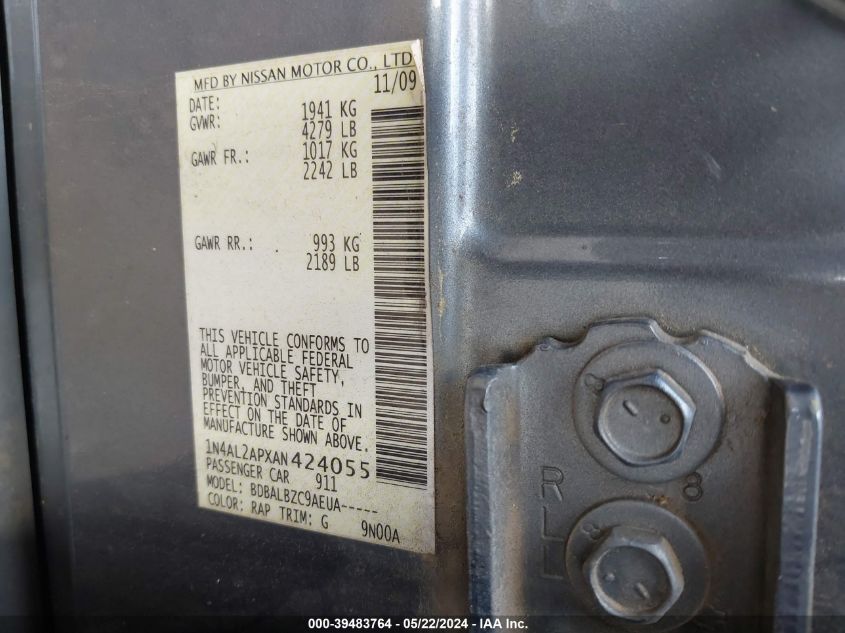 MFD BY NISSAN MOTOR CO., LTD
DATE: 11/09
GVWR: 1941 KG
4279 LB
GAWR FR.: 1017 KG
2242 LB
GAWR RR.: 993 KG
2189 LB
THIS VEHICLE CONFORMS TO
ALL APPLICABLE FEDERAL
MOTOR VEHICLE SAFETY,
BUMPER, AND THEFT
PREVENTION STANDARDS IN
EFFECT ON THE DATE OF
MANUFACTURE SHOWN ABOVE.
1N4AL2APXAN424055
PASSENGER CAR 911
MODEL: BDBALBZC9AEUA-----
COLOR: RAP TRIM: G 9N00A
8
8
R
L
L
8
000-39483764 - 05/22/2024 - IAA Inc.